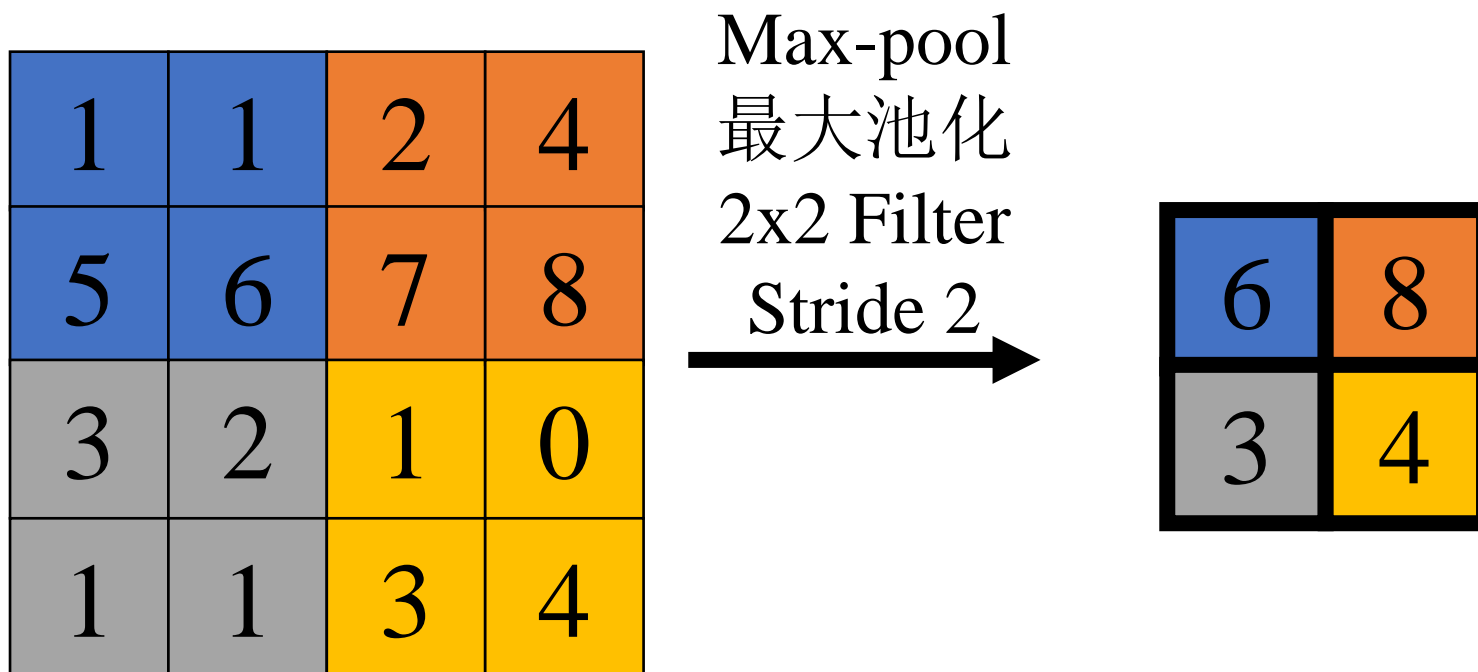 1 1 2 4
5 6 7 8
3 2 1 0
1 1 3 4
Max-pool
最大池化
2x2 Filter
Stride 2
6 8
3 4